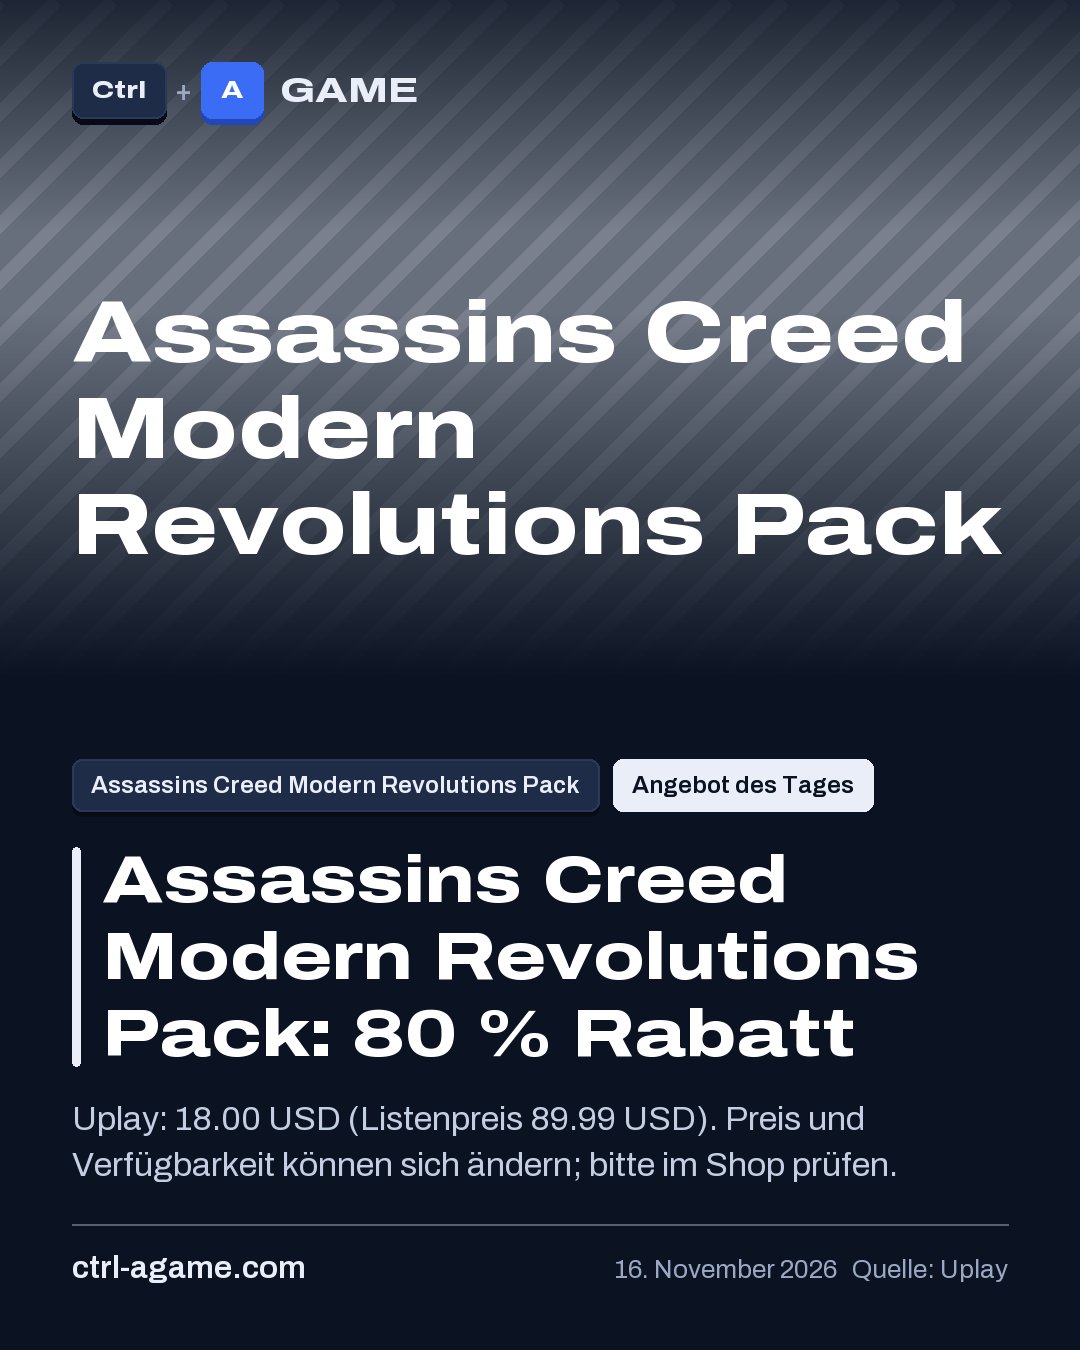 Ctrl + A GAME
Assassins Creed
Modern
Revolutions Pack
Assassins Creed Modern Revolutions Pack Angebot des Tages
Assassins Creed
Modern Revolutions
Pack: 80 % Rabatt
Uplay: 18.00 USD (Listenpreis 89.99 USD). Preis und
Verfügbarkeit können sich ändern; bitte im Shop prüfen.
ctrl-agame.com 16. November 2026 Quelle: Uplay